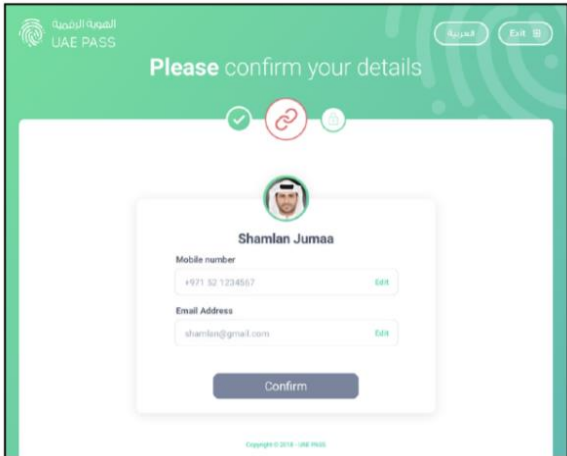 الهوية الرقمية
UAE PASS
العربية
Exit
Please confirm your details
Shamlan Jumaa
Mobile number
+971 52 1234567
Edit
Email Address
shamlan@gmail.com
Edit
Confirm
Copyright © 2018 - UAE PASS